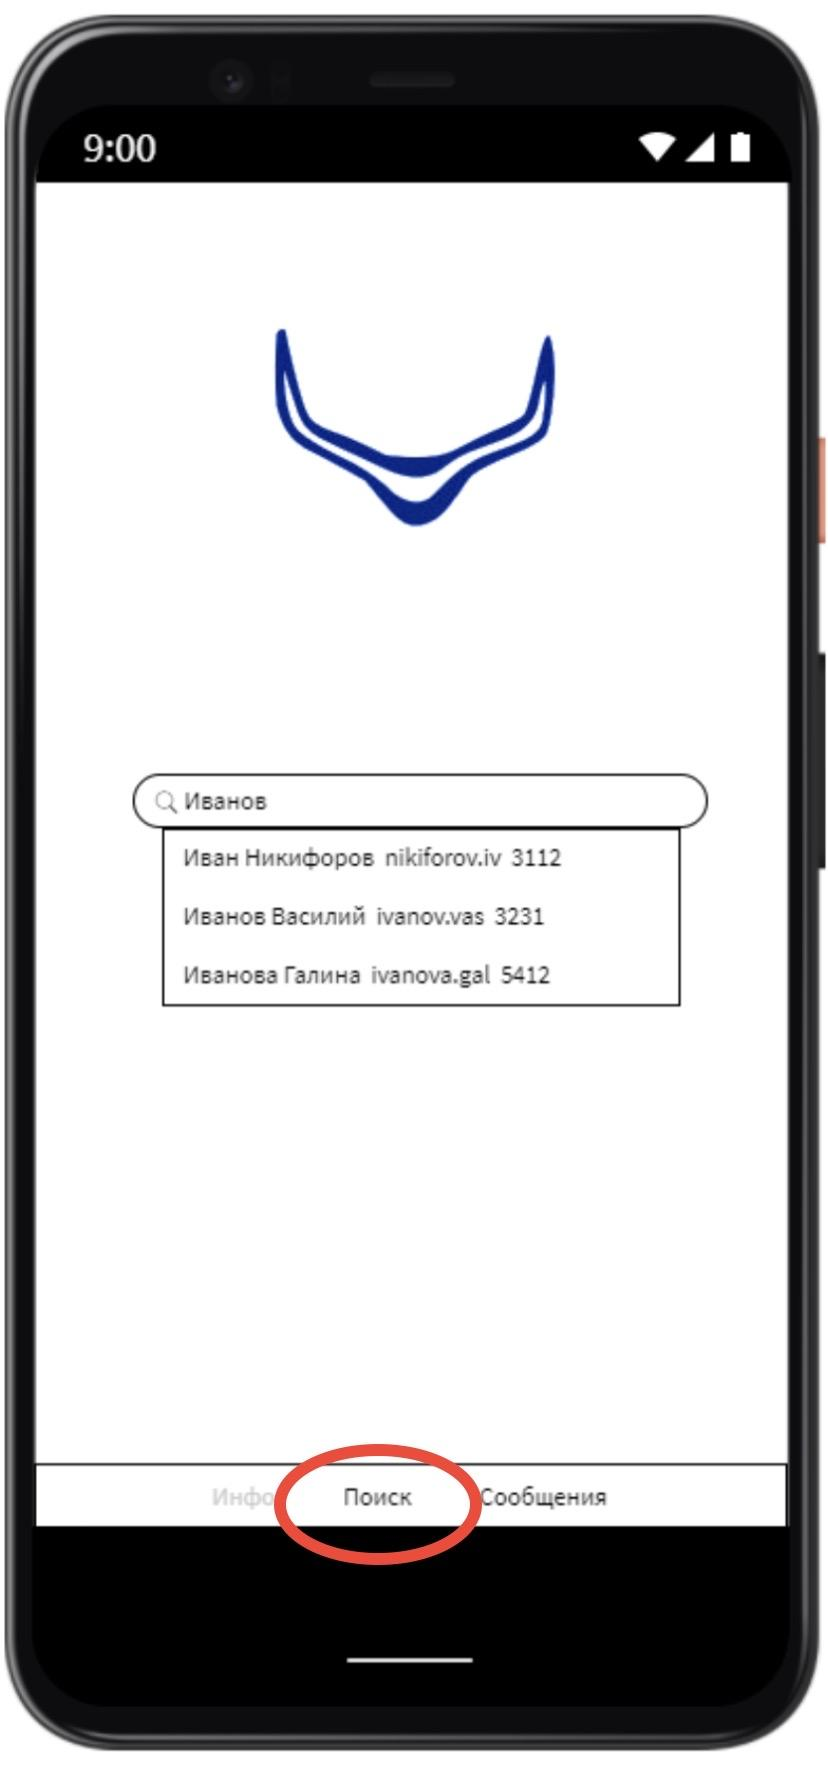 9:00
Иванов
Иван Никифоров nikiforov.iv 3112
Иванов Василий ivanov.vas 3231
Иванова Галина ivanova.gal 5412
Инфо Поиск Сообщения